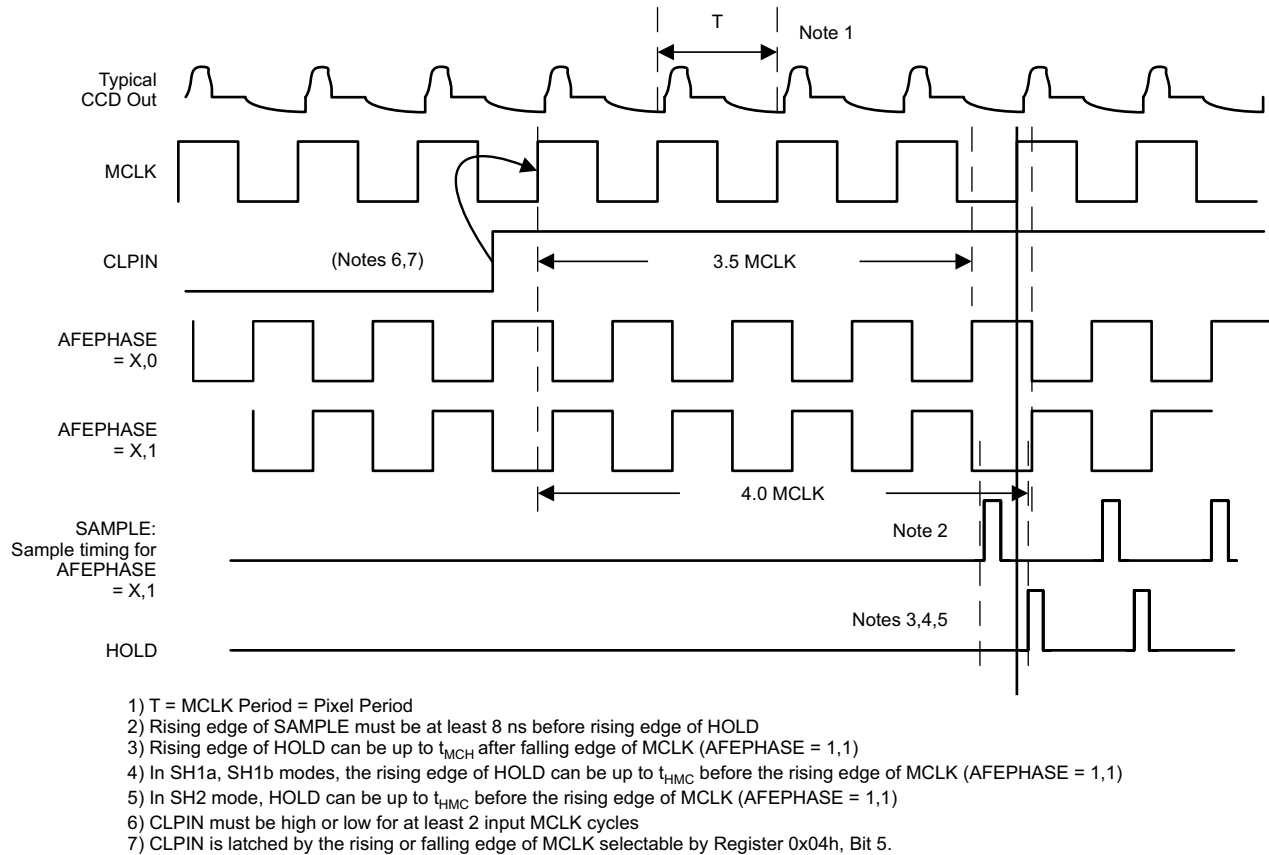 T
Note 1
Typical
CCD Out
MCLK
CLPIN
(Notes 6,7)
3.5 MCLK
AFEPHASE
= X,0
AFEPHASE
= X,1
4.0 MCLK
SAMPLE:
Sample timing for
AFEPHASE
= X,1
Note 2
Notes 3,4,5
HOLD
1) T = MCLK Period = Pixel Period
2) Rising edge of SAMPLE must be at least 8 ns before rising edge of HOLD
3) Rising edge of HOLD can be up to tMCH after falling edge of MCLK (AFEPHASE = 1,1)
4) In SH1a, SH1b modes, the rising edge of HOLD can be up to tHMC before the rising edge of MCLK (AFEPHASE = 1,1)
5) In SH2 mode, HOLD can be up to tHMC before the rising edge of MCLK (AFEPHASE = 1,1)
6) CLPIN must be high or low for at least 2 input MCLK cycles
7) CLPIN is latched by the rising or falling edge of MCLK selectable by Register 0x04h, Bit 5.